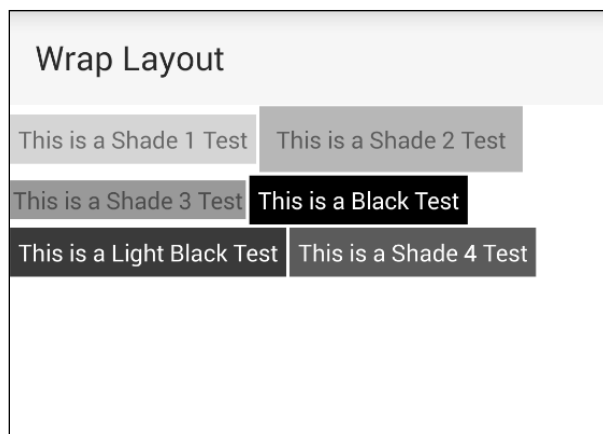 Wrap Layout
This is a Shade 1 Test This is a Shade 2 Test
This is a Shade 3 Test This is a Black Test
This is a Light Black Test This is a Shade 4 Test